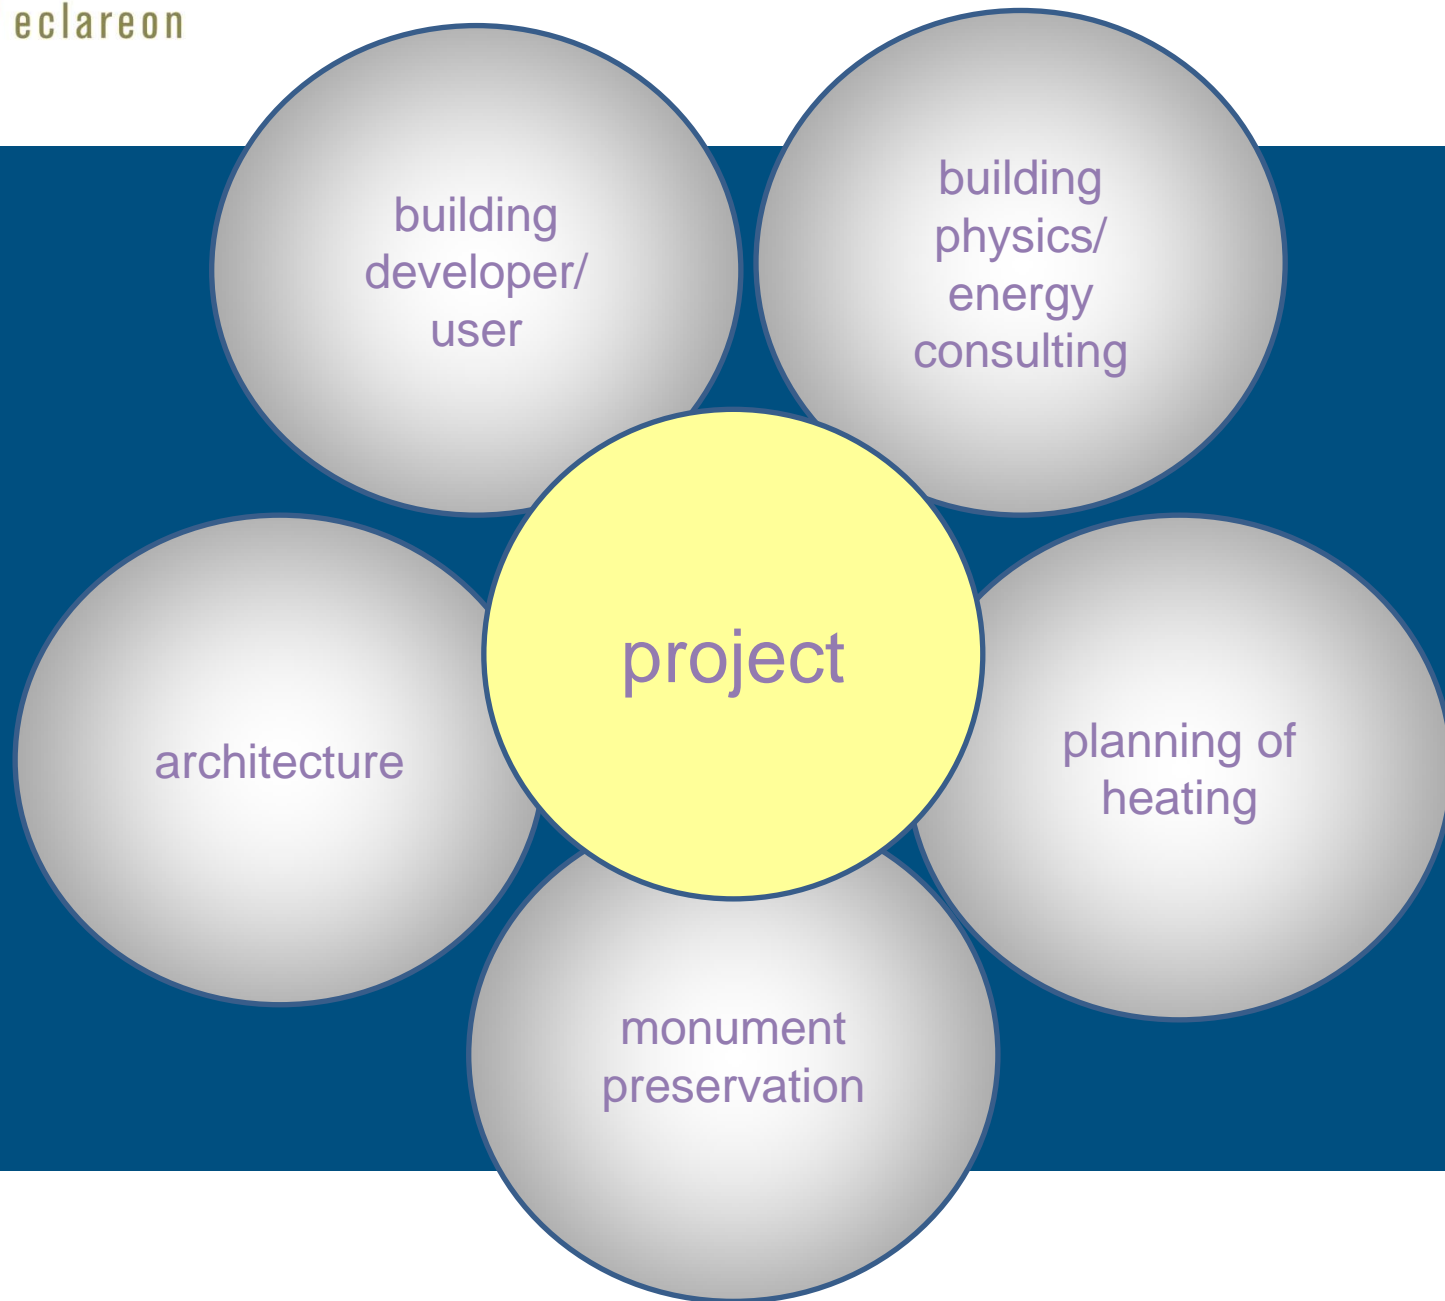 eclareon
building
developer/
user
building
physics/
energy
consulting
project
architecture
planning of
heating
monument
preservation